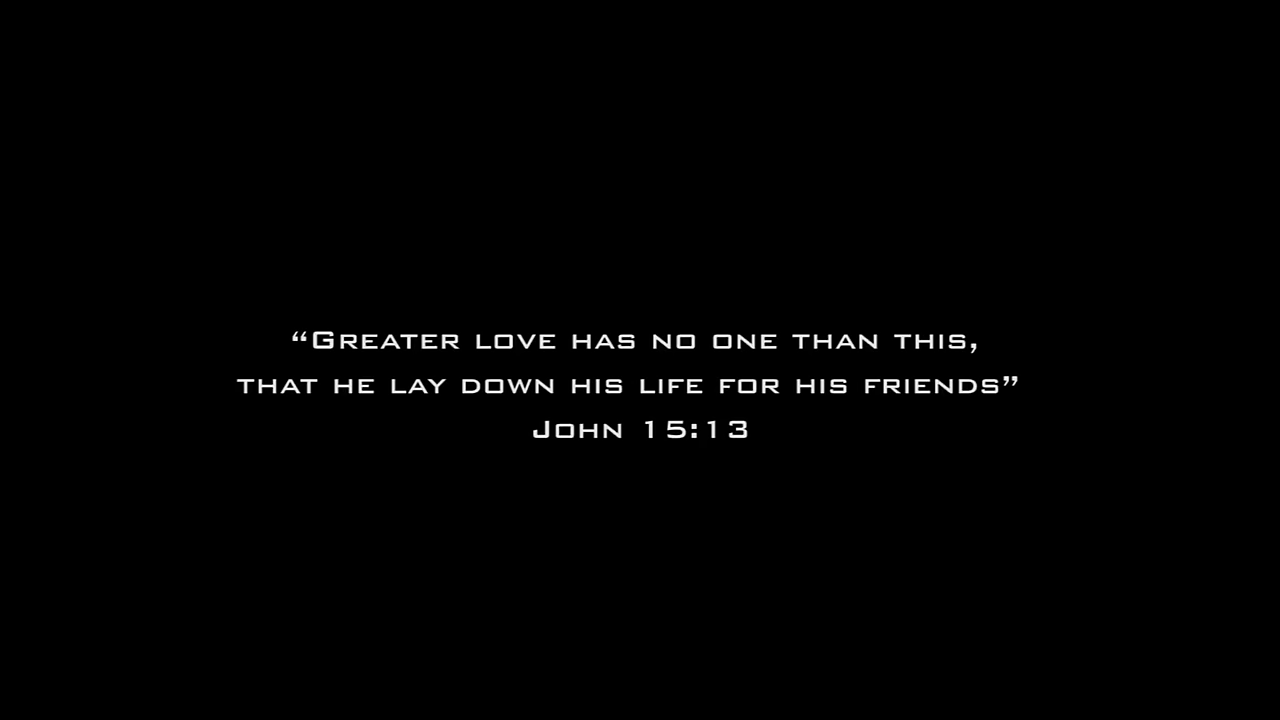 “Greater love has no one than this,
that he lay down his life for his friends”
John 15:13